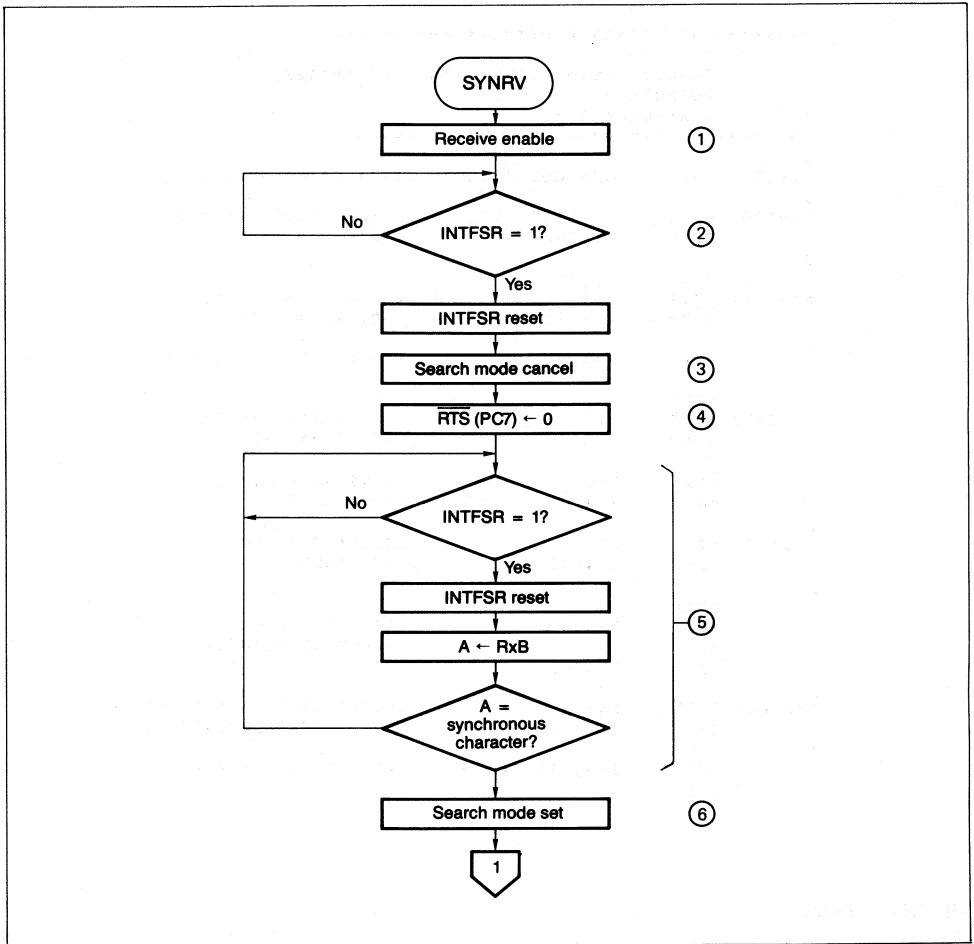 SYNRV
Receive enable
①
No
INTFSR = 1?
②
Yes
INTFSR reset
Search mode cancel
③
R̅T̅S̅ (PC7) ← 0
④
No
INTFSR = 1?
Yes
INTFSR reset
⑤
A ← RxB
A =
synchronous
character?
Search mode set
⑥
1